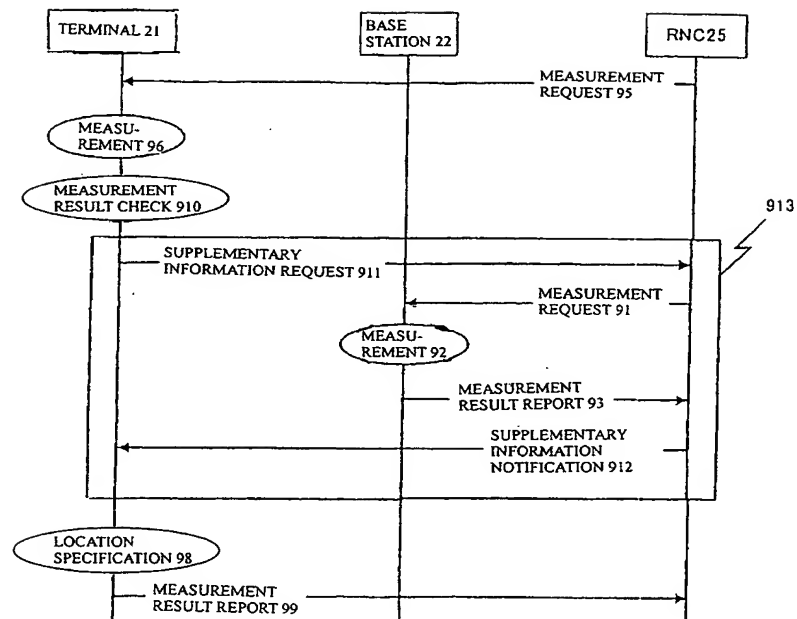 TERMINAL 21
BASE
STATION 22
RNC25
MEASUREMENT
REQUEST 95
MEASU-
REMENT 96
MEASUREMENT
RESULT CHECK 910
913
SUPPLEMENTARY
INFORMATION REQUEST 911
MEASUREMENT
REQUEST 91
MEASU-
REMENT 92
MEASUREMENT
RESULT REPORT 93
SUPPLEMENTARY
INFORMATION
NOTIFICATION 912
LOCATION
SPECIFICATION 98
MEASUREMENT
RESULT REPORT 99